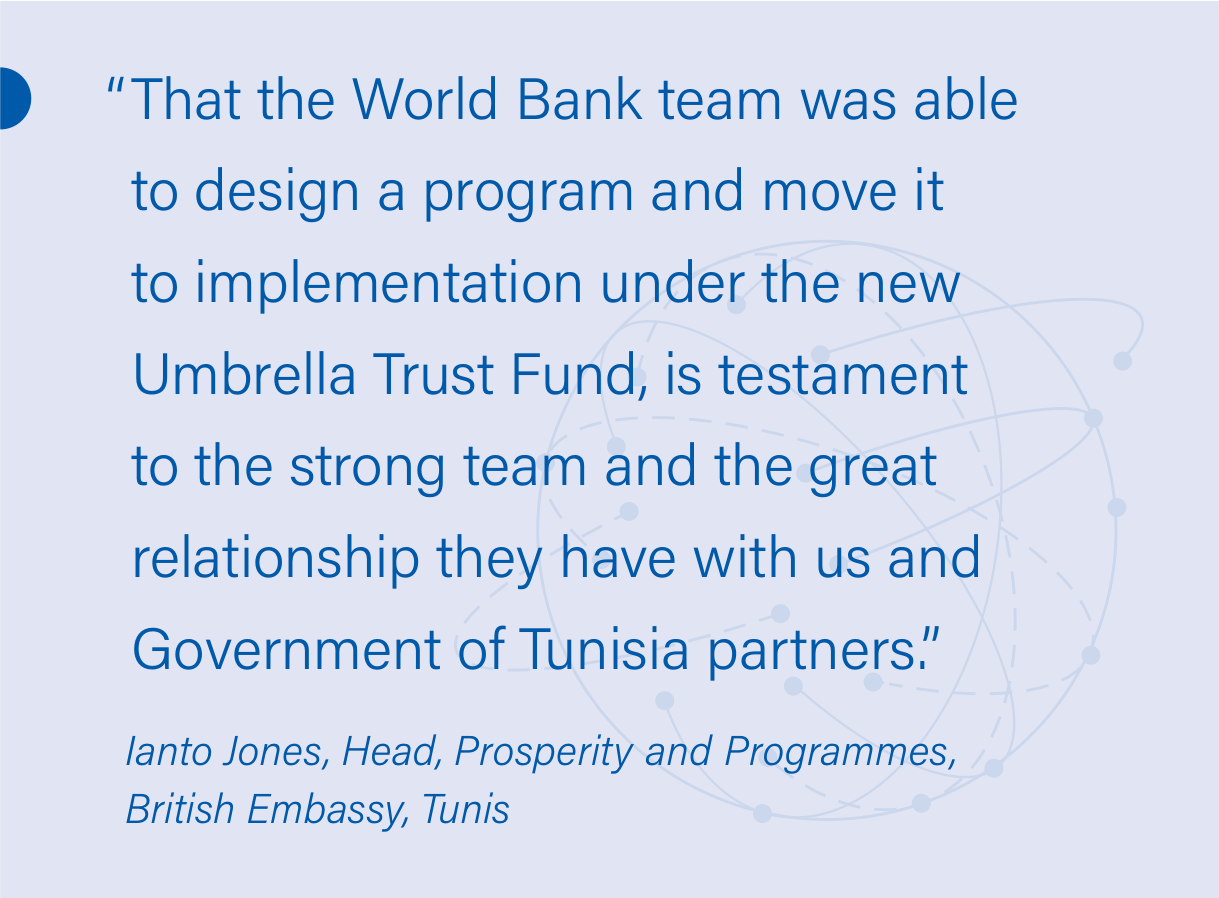 “That the World Bank team was able
to design a program and move it
to implementation under the new
Umbrella Trust Fund, is testament
to the strong team and the great
relationship they have with us and
Government of Tunisia partners.”
Ianto Jones, Head, Prosperity and Programmes,
British Embassy, Tunis